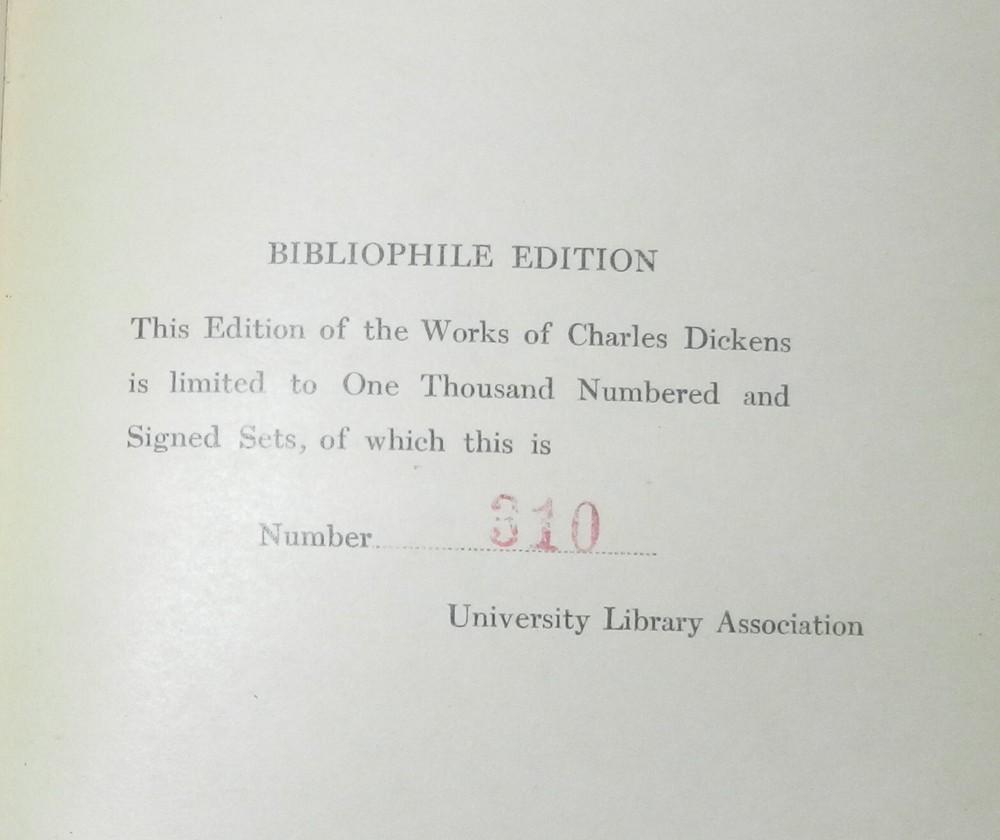 BIBLIOPHILE EDITION
This Edition of the Works of Charles Dickens
is limited to One Thousand Numbered and
Signed Sets, of which this is
Number 310
University Library Association